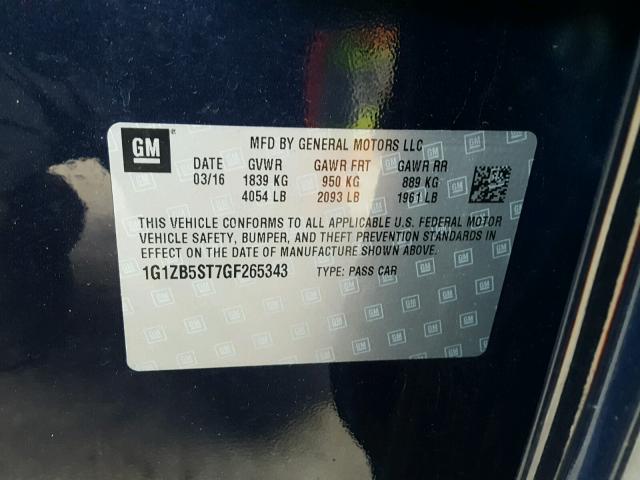 GM
MFD BY GENERAL MOTORS LLC
DATE GVWR GAWR FRT GAWR RR
03/16 1839 KG 950 KG 889 KG
4054 LB 2093 LB 1961 LB
THIS VEHICLE CONFORMS TO ALL APPLICABLE U.S. FEDERAL MOTOR
VEHICLE SAFETY, BUMPER, AND THEFT PREVENTION STANDARDS IN
EFFECT ON THE DATE OF MANUFACTURE SHOWN ABOVE.
1G1ZB5ST7GF265343 TYPE: PASS CAR